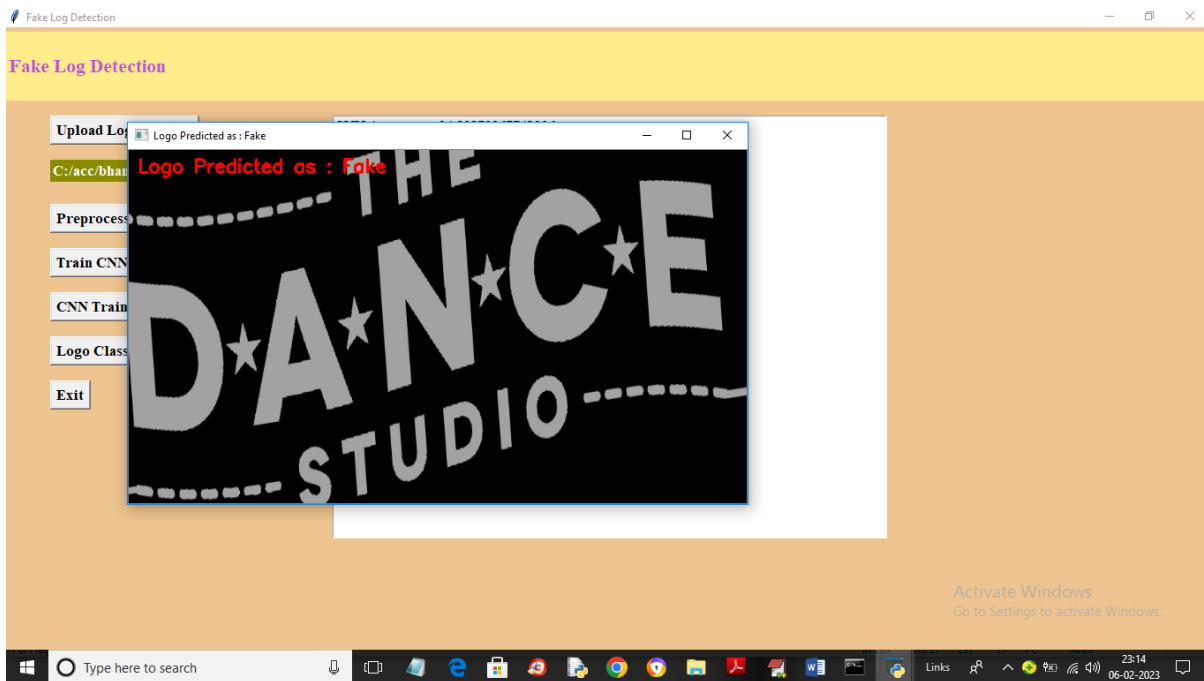 Fake Log Detection
Fake Log Detection
Upload Log
Logo Predicted as : Fake
C:/acc/bhan
Logo Predicted as : Fake
THE
Preprocess
DANCE
Train CNN
CNN Train
Logo Class
STUDIO
Exit
Activate Windows
Go to Settings to activate Windows.
Type here to search
Links
23:14
06-02-2023